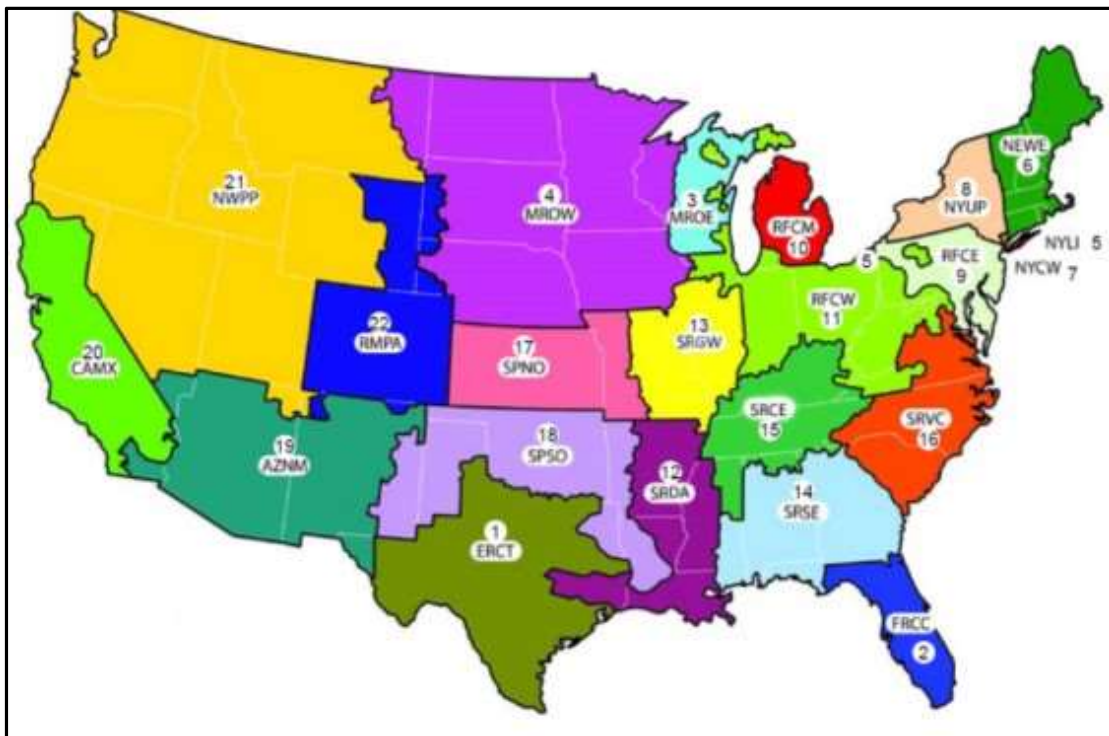 21
NWPP
4
MROW
3
MROE
RFCM
10
8
NYUP
NEWE
6
NYLI 5
NYCW 7
RFCE
9
5
RFCW
11
13
SRGW
22
RMPA
17
SPNO
20
CAMX
SRCE
15
SRVC
16
19
AZNM
18
SPSO
12
SRDA
14
SRSE
1
ERCT
FRCC
2